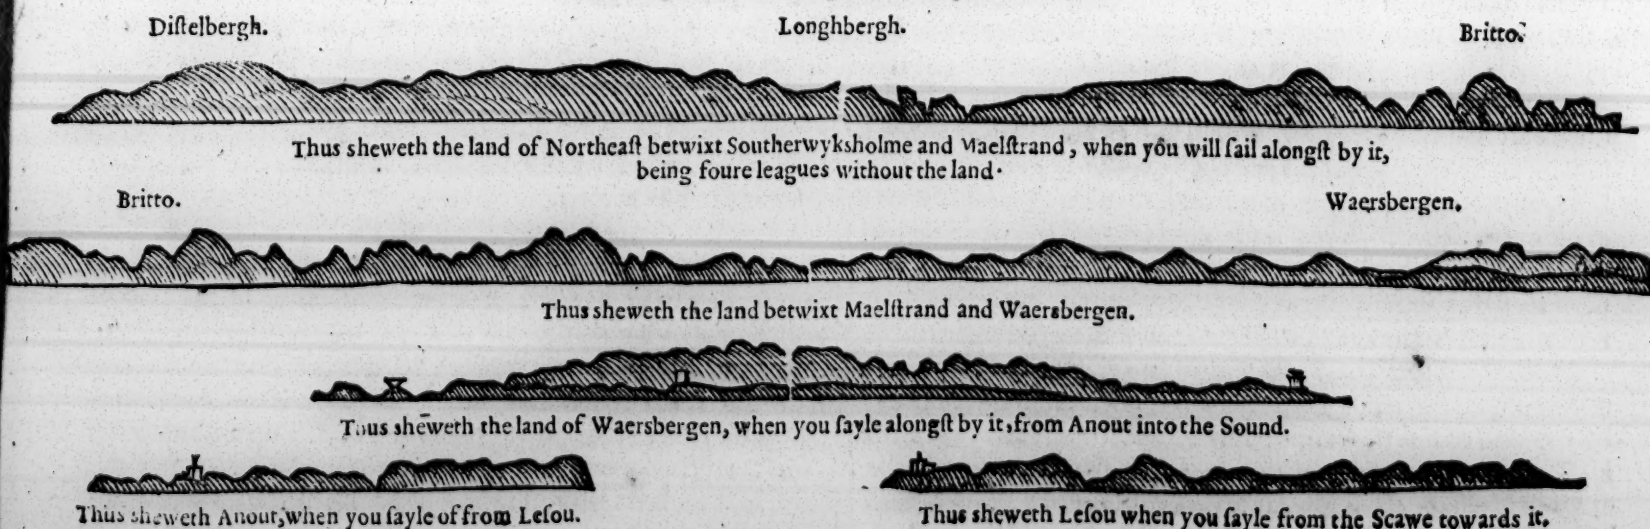 Diſtelbergh. Longhbergh. Britto.
Thus sheweth the land of Northeaſt betwixt Southerwyksholme and Maelſtrand, when you will ſail alongſt by it,
being foure leagues without the land.
Britto. Waersbergen.
Thus sheweth the land betwixt Maelſtrand and Waersbergen.
Thus sheweth the land of Waersbergen, when you ſayle alongſt by it, from Anout into the Sound.
Thus sheweth Anout, when you ſayle of from Leſou. Thus sheweth Leſou when you ſayle from the Scawe towards it.